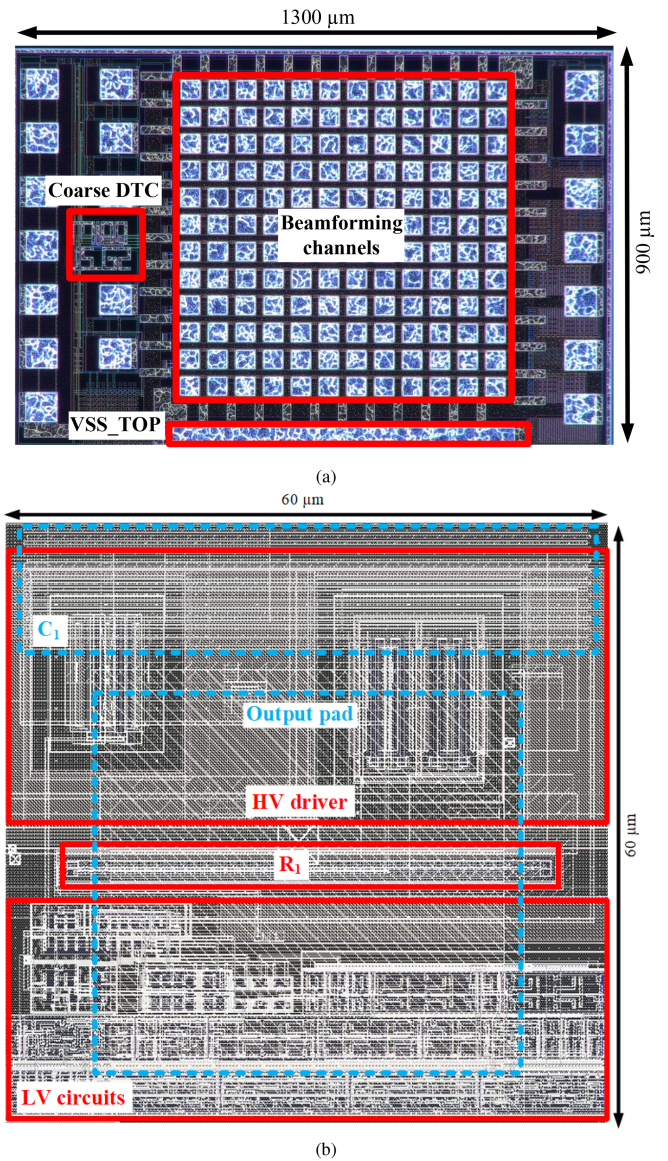 1300 µm
900 µm
Coarse DTC
Beamforming
channels
VSS_TOP
(a)
60 µm
60 µm
C₁
Output pad
HV driver
R₁
LV circuits
(b)